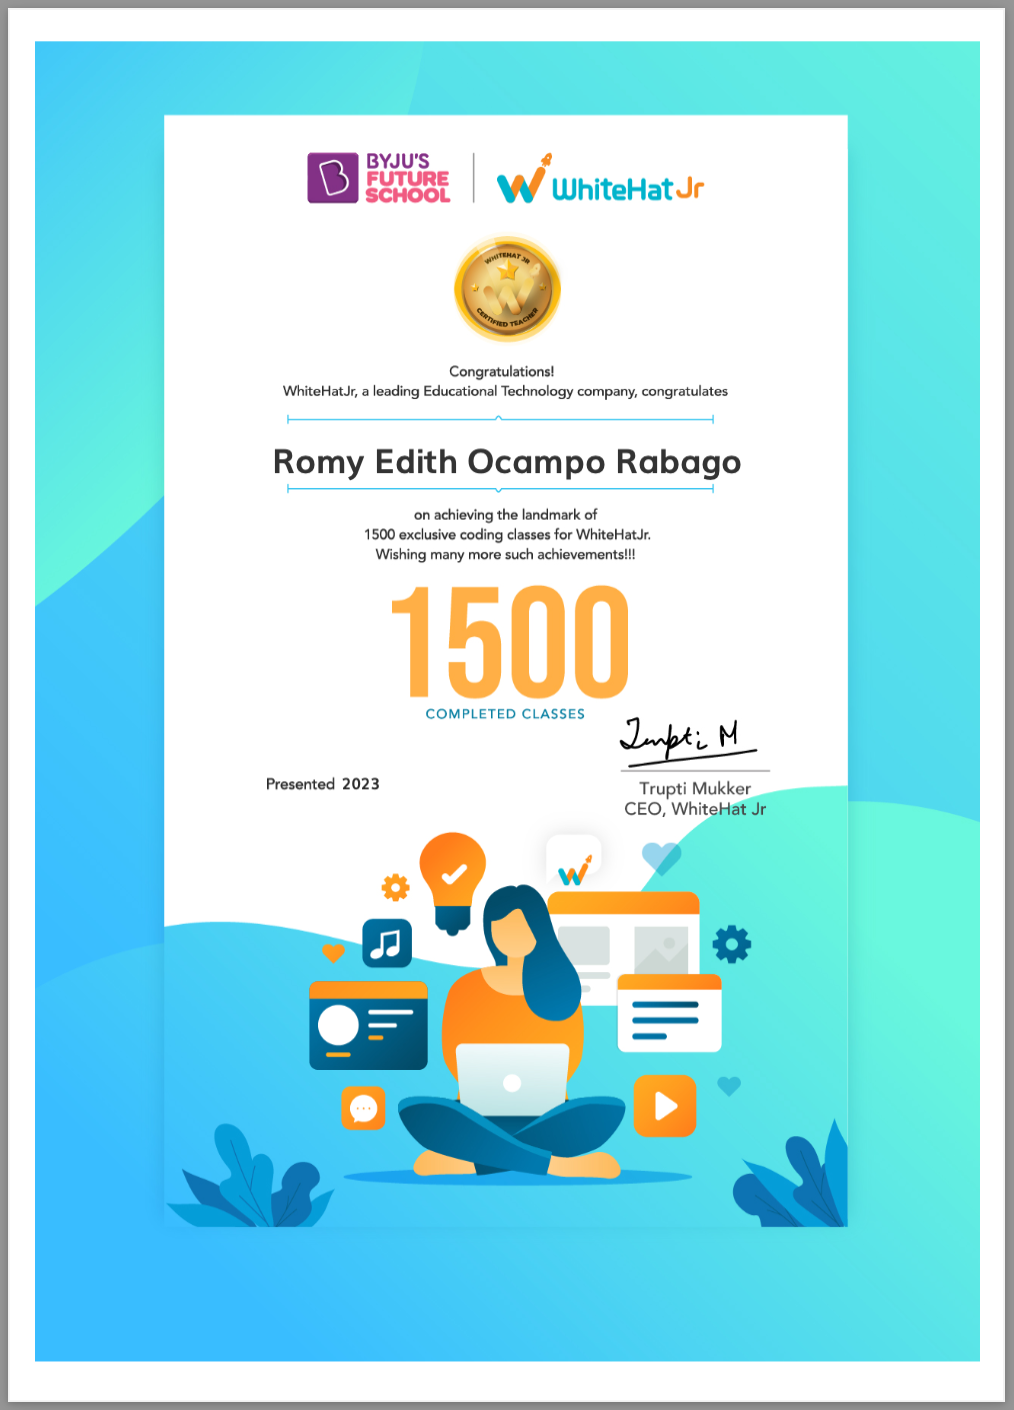 BYJU'S
FUTURE
SCHOOL
WhiteHat Jr
WHITEHAT JR
CERTIFIED TEACHER
Congratulations!
WhiteHatJr, a leading Educational Technology company, congratulates
Romy Edith Ocampo Rabago
on achieving the landmark of
1500 exclusive coding classes for WhiteHatJr.
Wishing many more such achievements!!!
1500
COMPLETED CLASSES
Trupti M
Presented 2023
Trupti Mukker
CEO, WhiteHat Jr